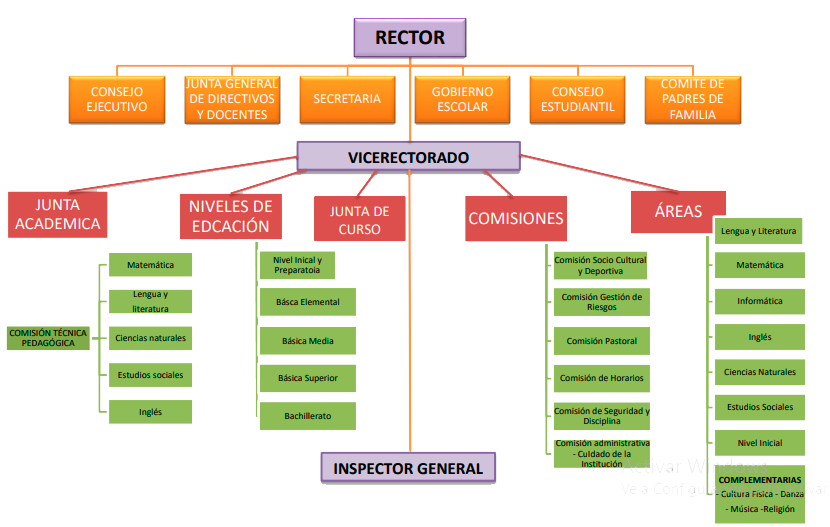 RECTOR
CONSEJO
EJECUTIVO
JUNTA GENERAL
DE DIRECTIVOS
Y DOCENTES
SECRETARIA
GOBIERNO
ESCOLAR
CONSEJO
ESTUDIANTIL
COMITE DE
PADRES DE
FAMILIA
VICERECTORADO
JUNTA
ACADEMICA
NIVELES DE
EDCACIÓN
JUNTA DE
CURSO
COMISIONES
ÁREAS
COMISIÓN TÉCNICA
PEDAGÓGICA
Matemática
Lengua y
literatura
Ciencias naturales
Estudios sociales
Inglés
Nivel Inical y
Preparatoia
Básca Elemental
Básica Media
Básica Superior
Bachillerato
Comisión Socio Cultural
y Deportiva
Comisión Gestión de
Riesgos
Comisión Pastoral
Comisión de Horarios
Comisión de Seguridad y
Disciplina
Comisión administrativa
- Cuidado de la
Institución
Lengua y Literatura
Matemática
Informática
Inglés
Ciencias Naturales
Estudios Sociales
Nivel Inicial
COMPLEMENTARIAS
- Cultura Física - Danza
- Música -Religión
INSPECTOR GENERAL
Activar Windows
Ve a Configu